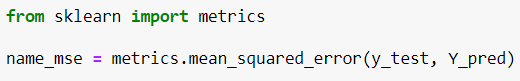 from sklearn import metrics
name_mse = metrics.mean_squared_error(y_test, Y_pred)